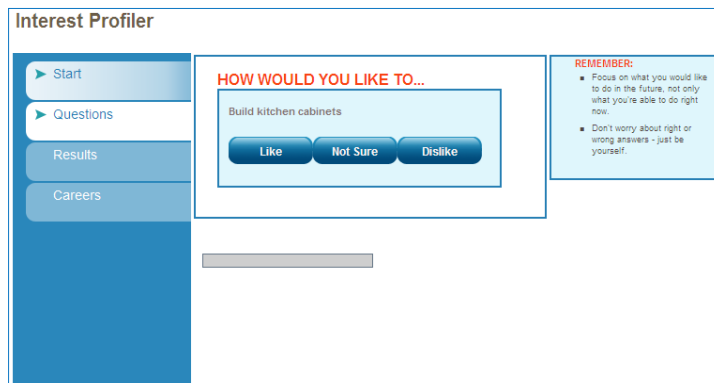 Interest Profiler
Start
Questions
Results
Careers
HOW WOULD YOU LIKE TO...
Build kitchen cabinets
Like
Not Sure
Dislike
REMEMBER:
Focus on what you would like
to do in the future, not only
what you're able to do right
now.
Don't worry about right or
wrong answers - just be
yourself.